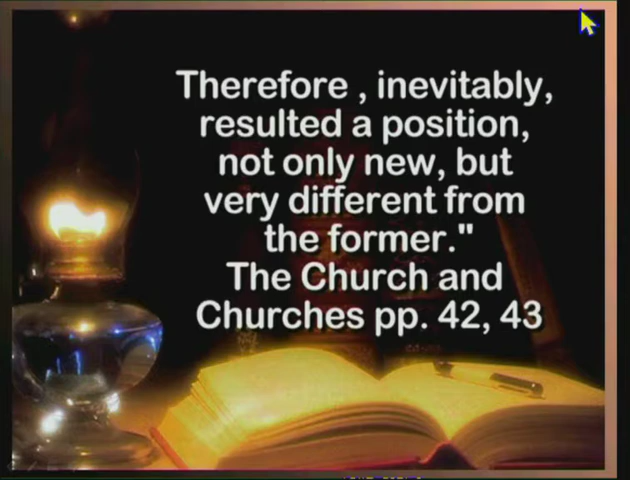 Therefore , inevitably,
resulted a position,
not only new, but
very different from
the former."
The Church and
Churches pp. 42, 43